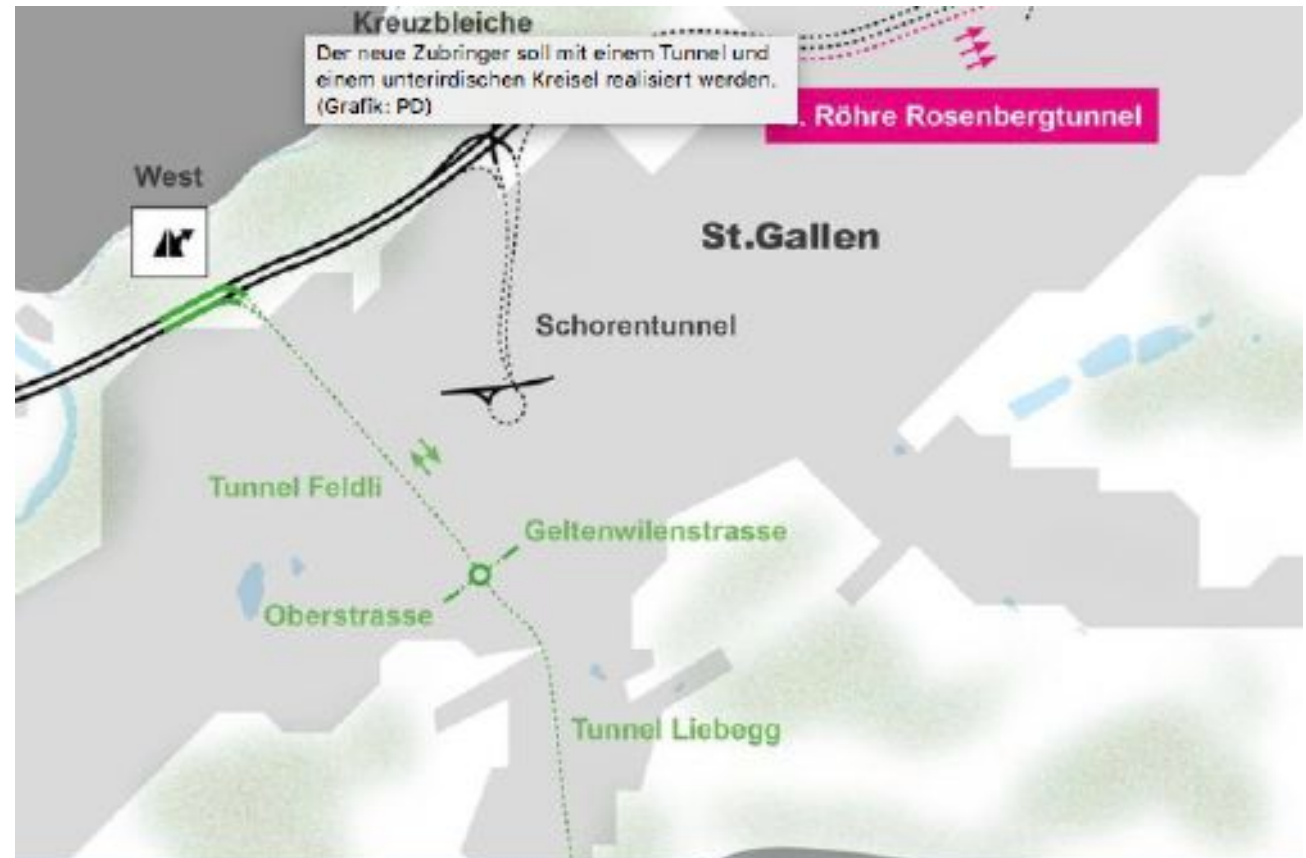 Kreuzbleiche
Der neue Zubringer soll mit einem Tunnel und
einem unterirdischen Kreisel realisiert werden.
(Grafik: PD)
. Röhre Rosenbergtunnel
West
St.Gallen
Schorentunnel
Tunnel Feldli
Geltenwilenstrasse
Oberstrasse
Tunnel Liebegg